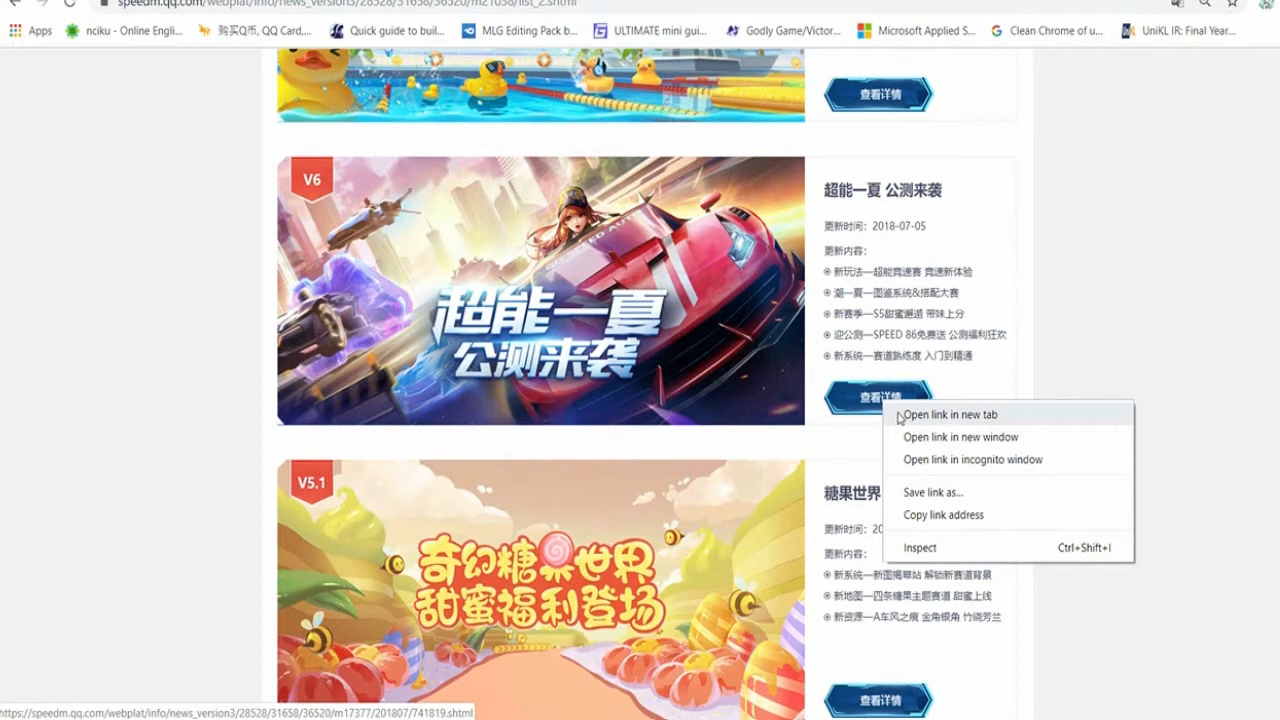 speedm.qq.com/webplat/info/news_version3/28528/31658/36520/m21038/list_2.shtml
Apps
nciku - Online Engli...
购买Q币, QQ Card,...
Quick guide to buil...
MLG Editing Pack b...
ULTIMATE mini gui...
Godly Game/Victor...
Microsoft Applied S...
Clean Chrome of u...
UniKL IR: Final Year...
查看详情
V6
超能一夏
公测来袭
超能一夏 公测来袭
更新时间：2018-07-05
更新内容：
新玩法—超能竞速赛 竞速新体验
潮一夏—图鉴系统&搭配大赛
新赛季—S5甜蜜邂逅 带妹上分
迎公测—SPEED 86免费送 公测福利狂欢
新系统—赛道熟练度 入门到精通
查看详情
Open link in new tab
Open link in new window
Open link in incognito window
Save link as...
Copy link address
Inspect Ctrl+Shift+I
V5.1
奇幻糖果世界
甜蜜福利登场
糖果世界
更新时间：20
更新内容：
新系统—新图揭幕站 解锁新赛道背景
新地图—四条糖果主题赛道 甜蜜上线
新资源—A车风之痕 金角银角 竹绕芳兰
查看详情
https://speedm.qq.com/webplat/info/news_version3/28528/31658/36520/m17377/201807/741819.shtml